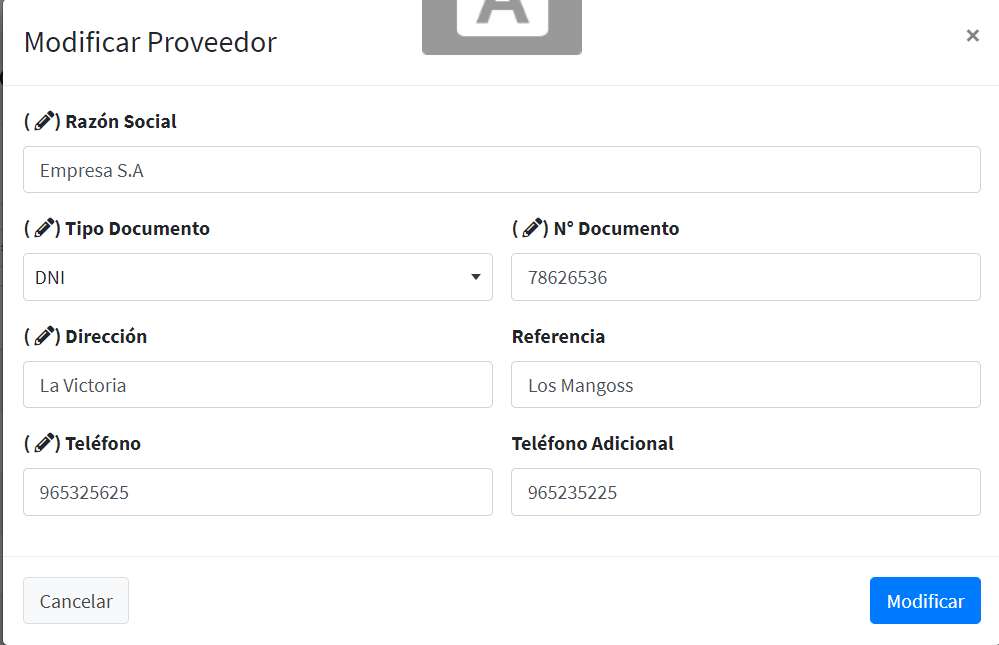 A
Modificar Proveedor ×
( ) Razón Social
Empresa S.A
( ) Tipo Documento ( ) N° Documento
DNI 78626536
( ) Dirección Referencia
La Victoria Los Mangoss
( ) Teléfono Teléfono Adicional
965325625 965235225
Cancelar Modificar